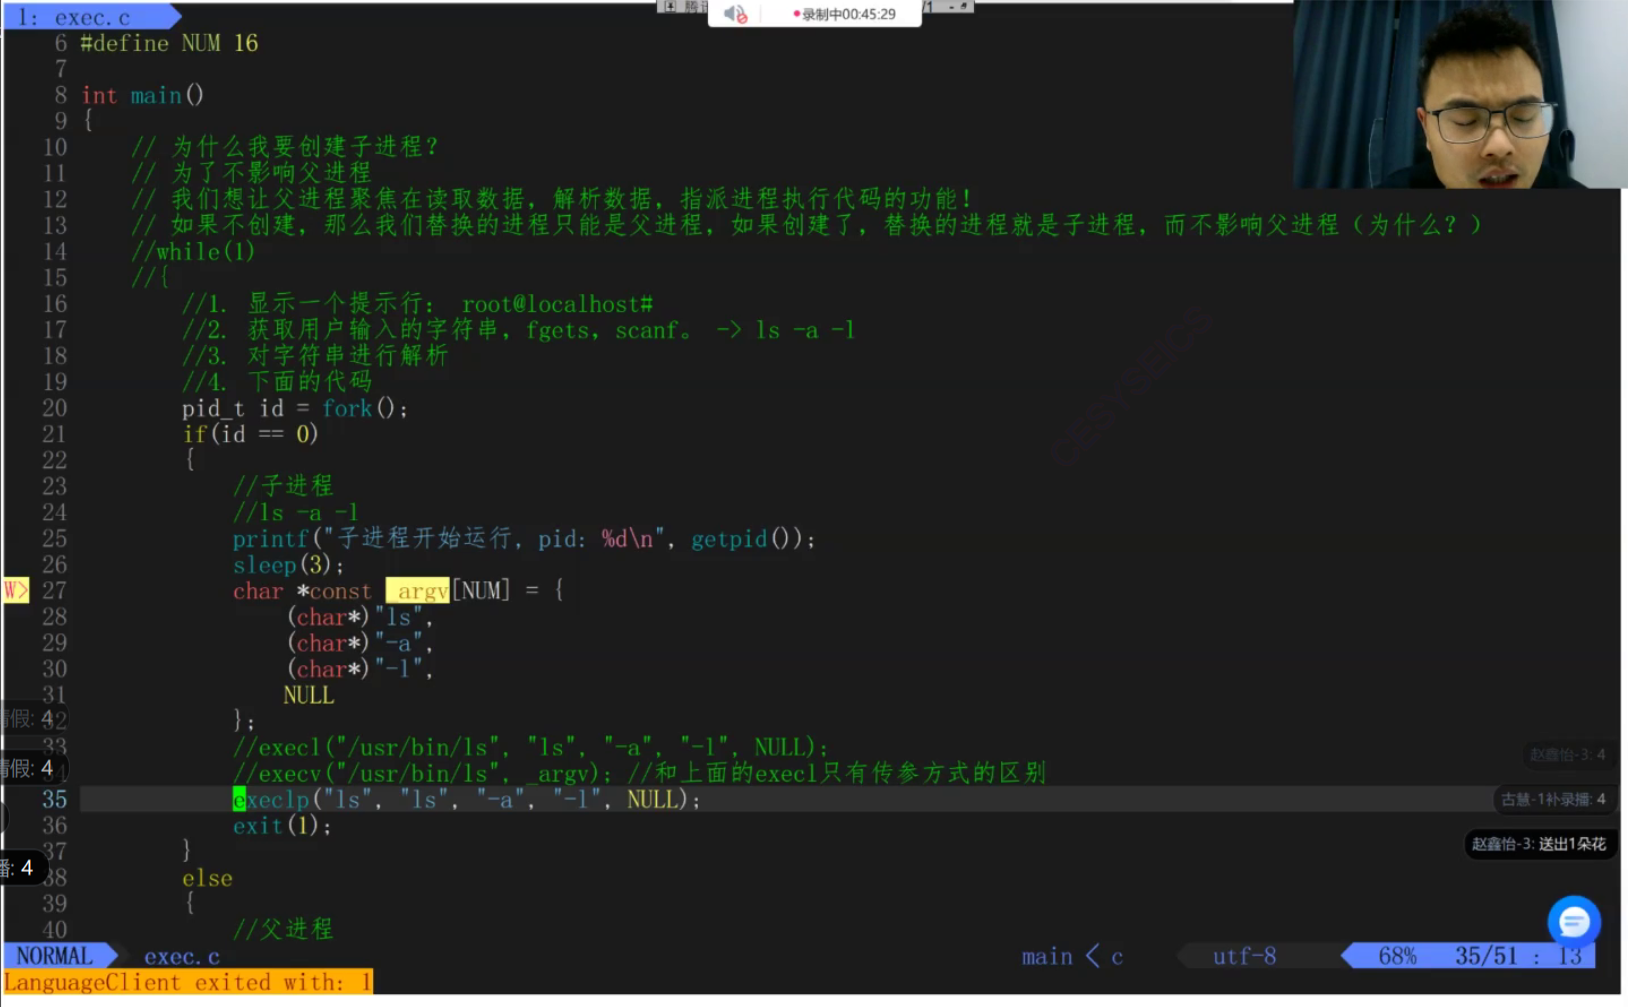 1: exec.c
录制中00:45:29
6 #define NUM 16
7
8 int main()
9 {
10 // 为什么我要创建子进程?
11 // 为了不影响父进程
12 // 我们想让父进程聚焦在读取数据, 解析数据, 指派进程执行代码的功能!
13 // 如果不创建, 那么我们替换的进程只能是父进程, 如果创建了, 替换的进程就是子进程, 而不影响父进程（为什么? ）
14 //while(1)
15 //{
16 //1. 显示一个提示行: root@localhost#
17 //2. 获取用户输入的字符串, fgets, scanf。 -> ls -a -l
18 //3. 对字符串进行解析
19 //4. 下面的代码
20 pid_t id = fork();
21 if(id == 0)
22 {
23 //子进程
24 //ls -a -l
25 printf("子进程开始运行, pid: %d\n", getpid());
26 sleep(3);
W> 27 char *const _argv[NUM] = {
28 (char*)"ls",
29 (char*)"-a",
30 (char*)"-l",
31 NULL
32 };
33 //execl("/usr/bin/ls", "ls", "-a", "-l", NULL);
//execv("/usr/bin/ls", _argv); //和上面的execl只有传参方式的区别
35 execlp("ls", "ls", "-a", "-l", NULL);
36 exit(1);
37 }
38 else
39 {
40 //父进程
假: 4
假: 4
播: 4
赵鑫怡-3: 4
古慧-1补录播: 4
赵鑫怡-3: 送出1朵花
NORMAL exec.c main < c utf-8 68% 35/51 : 13
LanguageClient exited with: 1